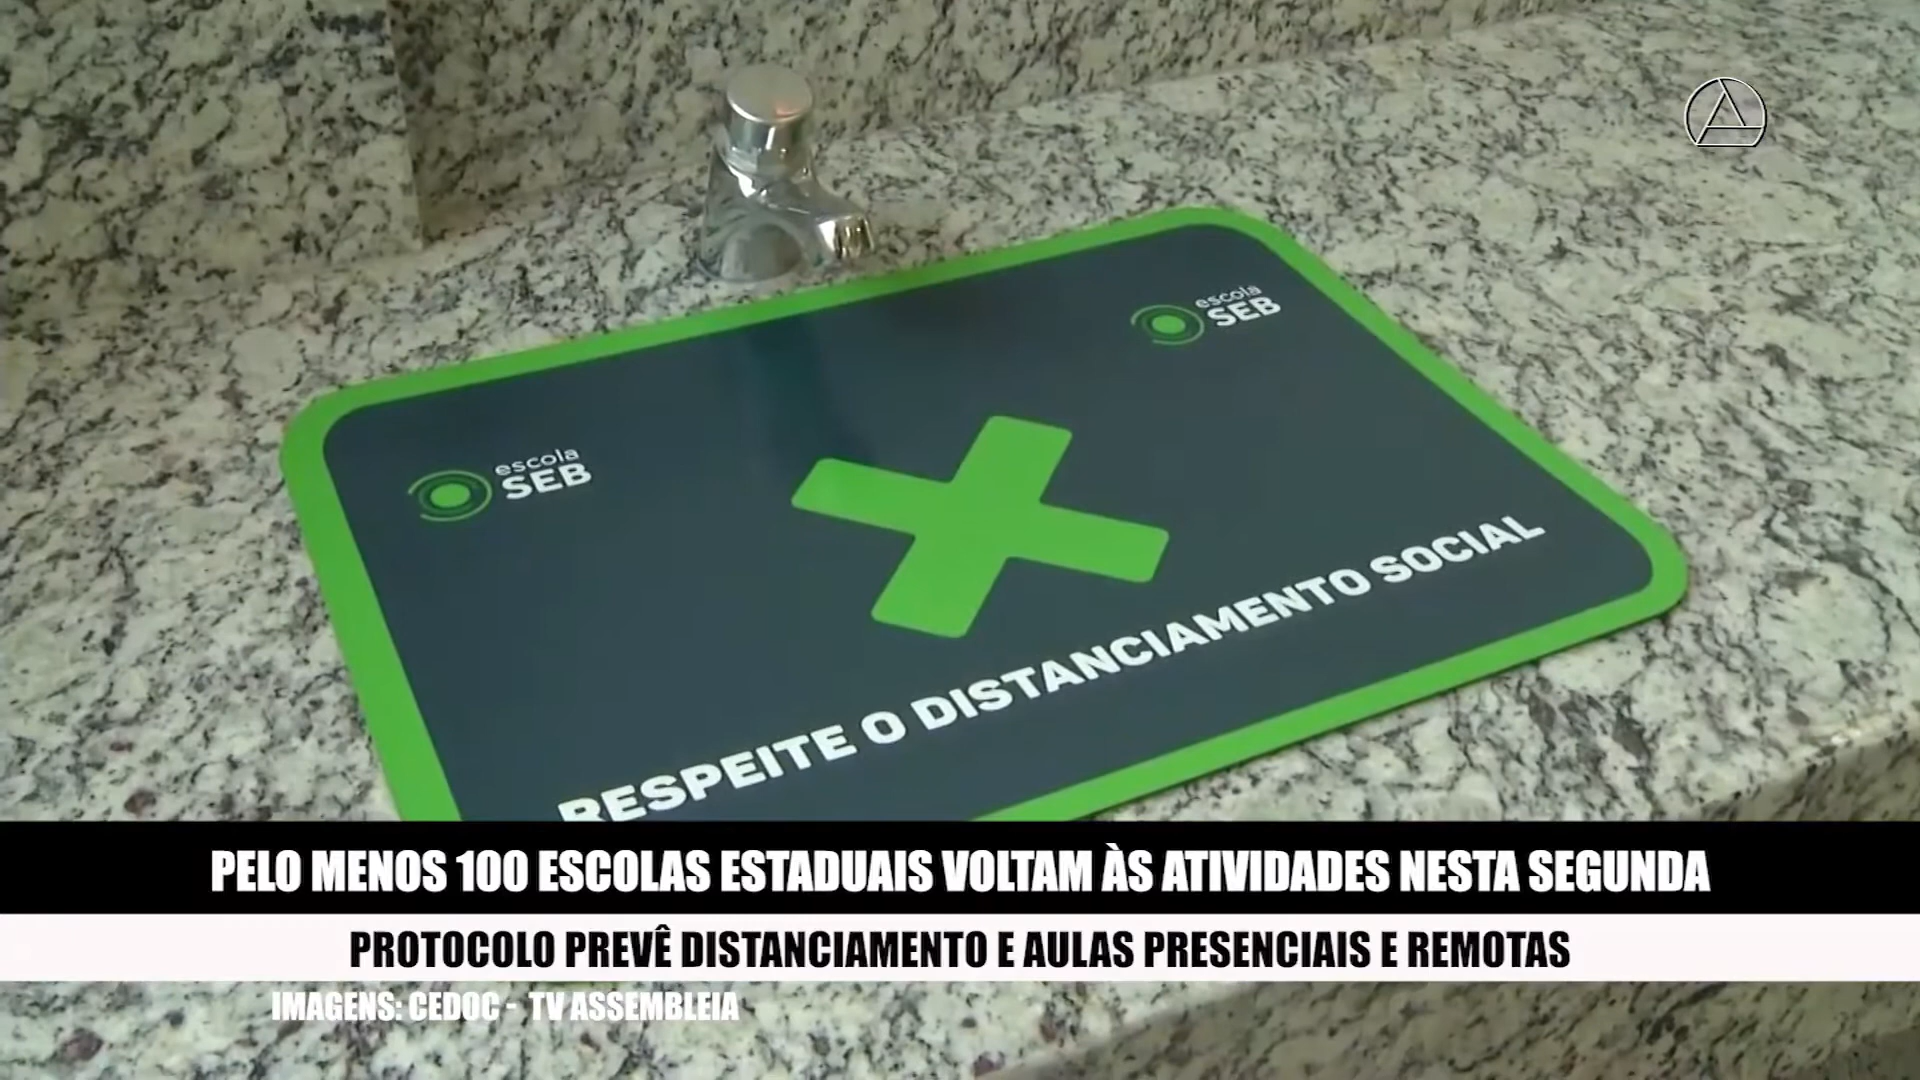 escola
SEB
escola
SEB
RESPEITE O DISTANCIAMENTO SOCIAL
PELO MENOS 100 ESCOLAS ESTADUAIS VOLTAM ÀS ATIVIDADES NESTA SEGUNDA
PROTOCOLO PREVÊ DISTANCIAMENTO E AULAS PRESENCIAIS E REMOTAS
IMAGENS: CEDOC - TV ASSEMBLEIA